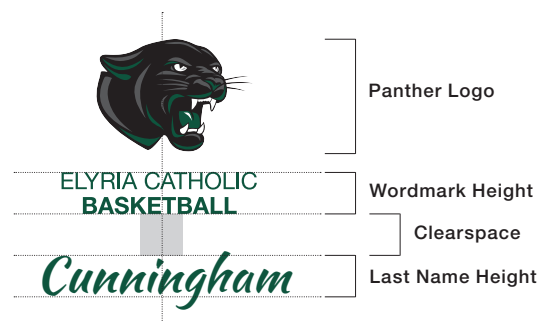 Panther Logo
ELYRIA CATHOLIC
BASKETBALL
Wordmark Height
Clearspace
Cunningham
Last Name Height